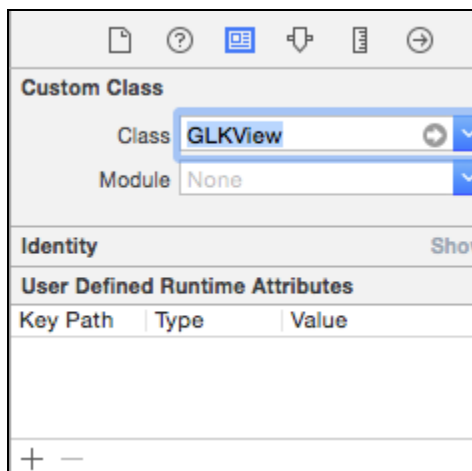 Custom Class
Class GLKView
Module None
Identity Show
User Defined Runtime Attributes
Key Path Type Value